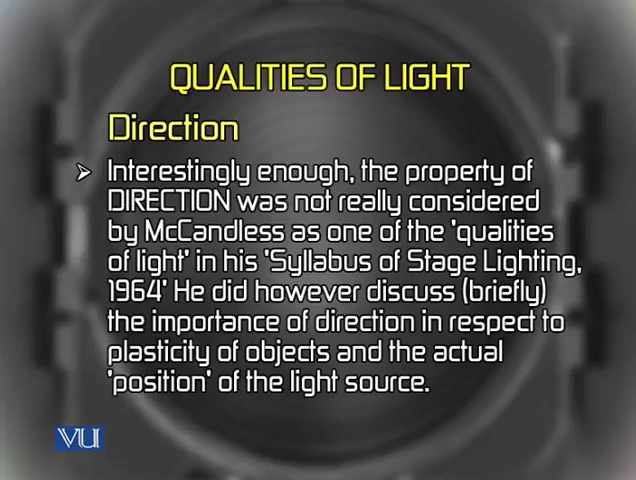 QUALITIES OF LIGHT
Direction
Interestingly enough, the property of
DIRECTION was not really considered
by McCandless as one of the 'qualities
of light' in his 'Syllabus of Stage Lighting,
1964' He did however discuss (briefly)
the importance of direction in respect to
plasticity of objects and the actual
'position' of the light source.
VU